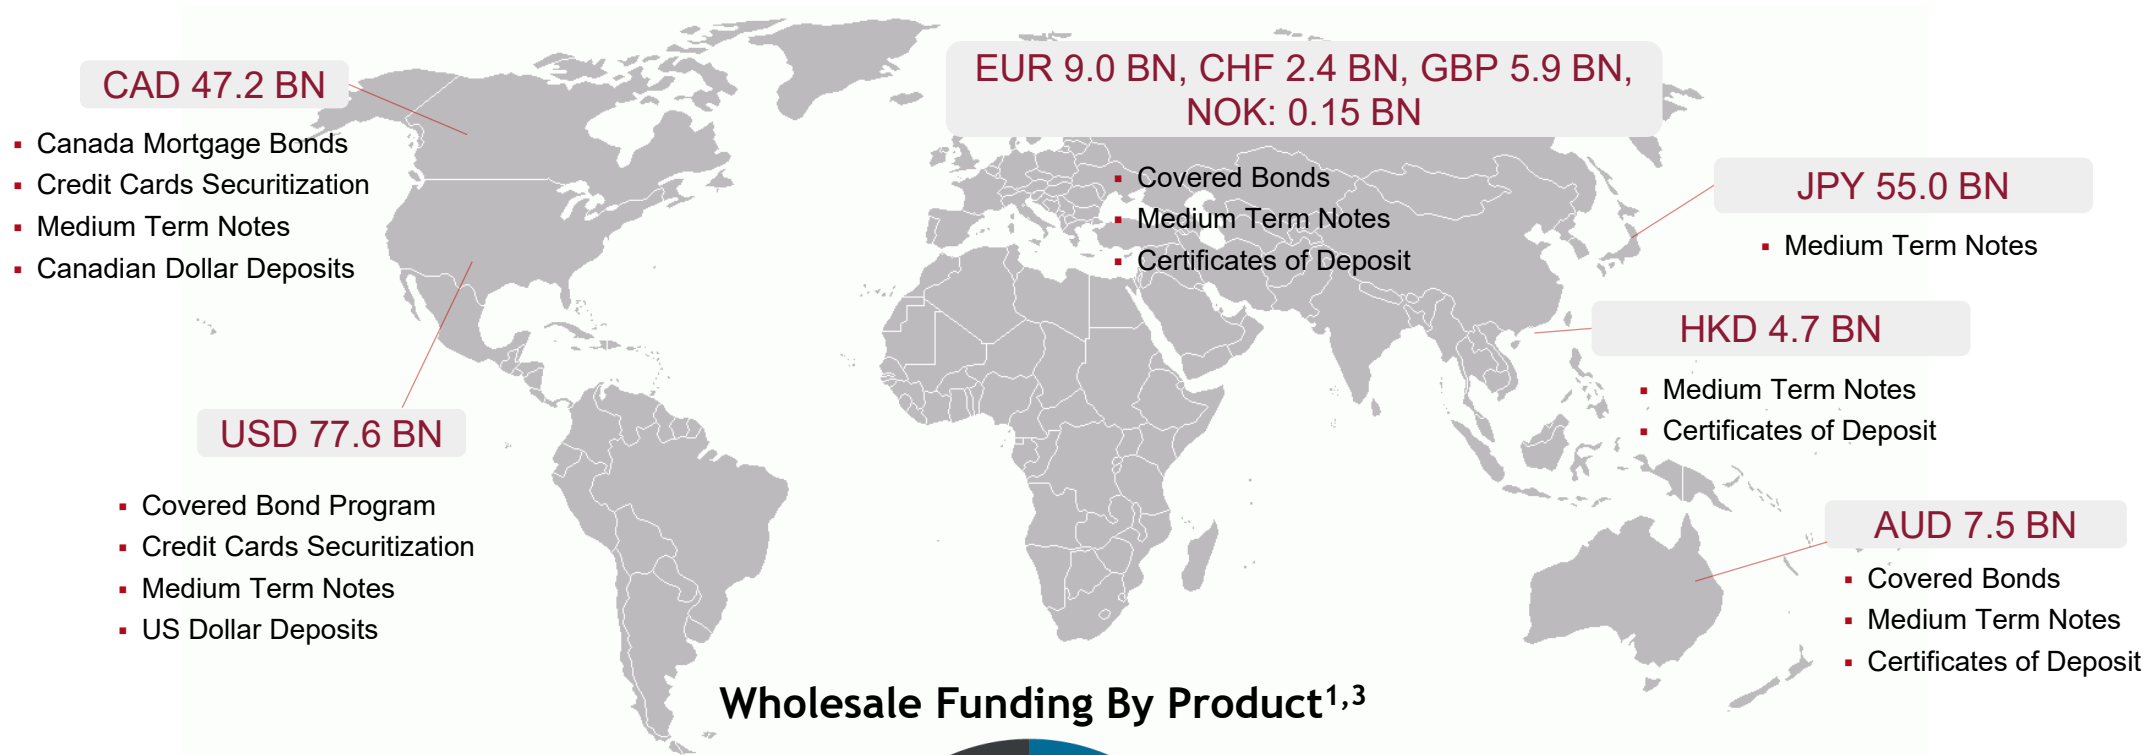 CAD 47.2 BN
▪ Canada Mortgage Bonds
▪ Credit Cards Securitization
▪ Medium Term Notes
▪ Canadian Dollar Deposits
USD 77.6 BN
▪ Covered Bond Program
▪ Credit Cards Securitization
▪ Medium Term Notes
▪ US Dollar Deposits
EUR 9.0 BN, CHF 2.4 BN, GBP 5.9 BN,
NOK: 0.15 BN
▪ Covered Bonds
▪ Medium Term Notes
▪ Certificates of Deposit
JPY 55.0 BN
▪ Medium Term Notes
HKD 4.7 BN
▪ Medium Term Notes
▪ Certificates of Deposit
AUD 7.5 BN
▪ Covered Bonds
▪ Medium Term Notes
▪ Certificates of Deposit
Wholesale Funding By Product¹,³